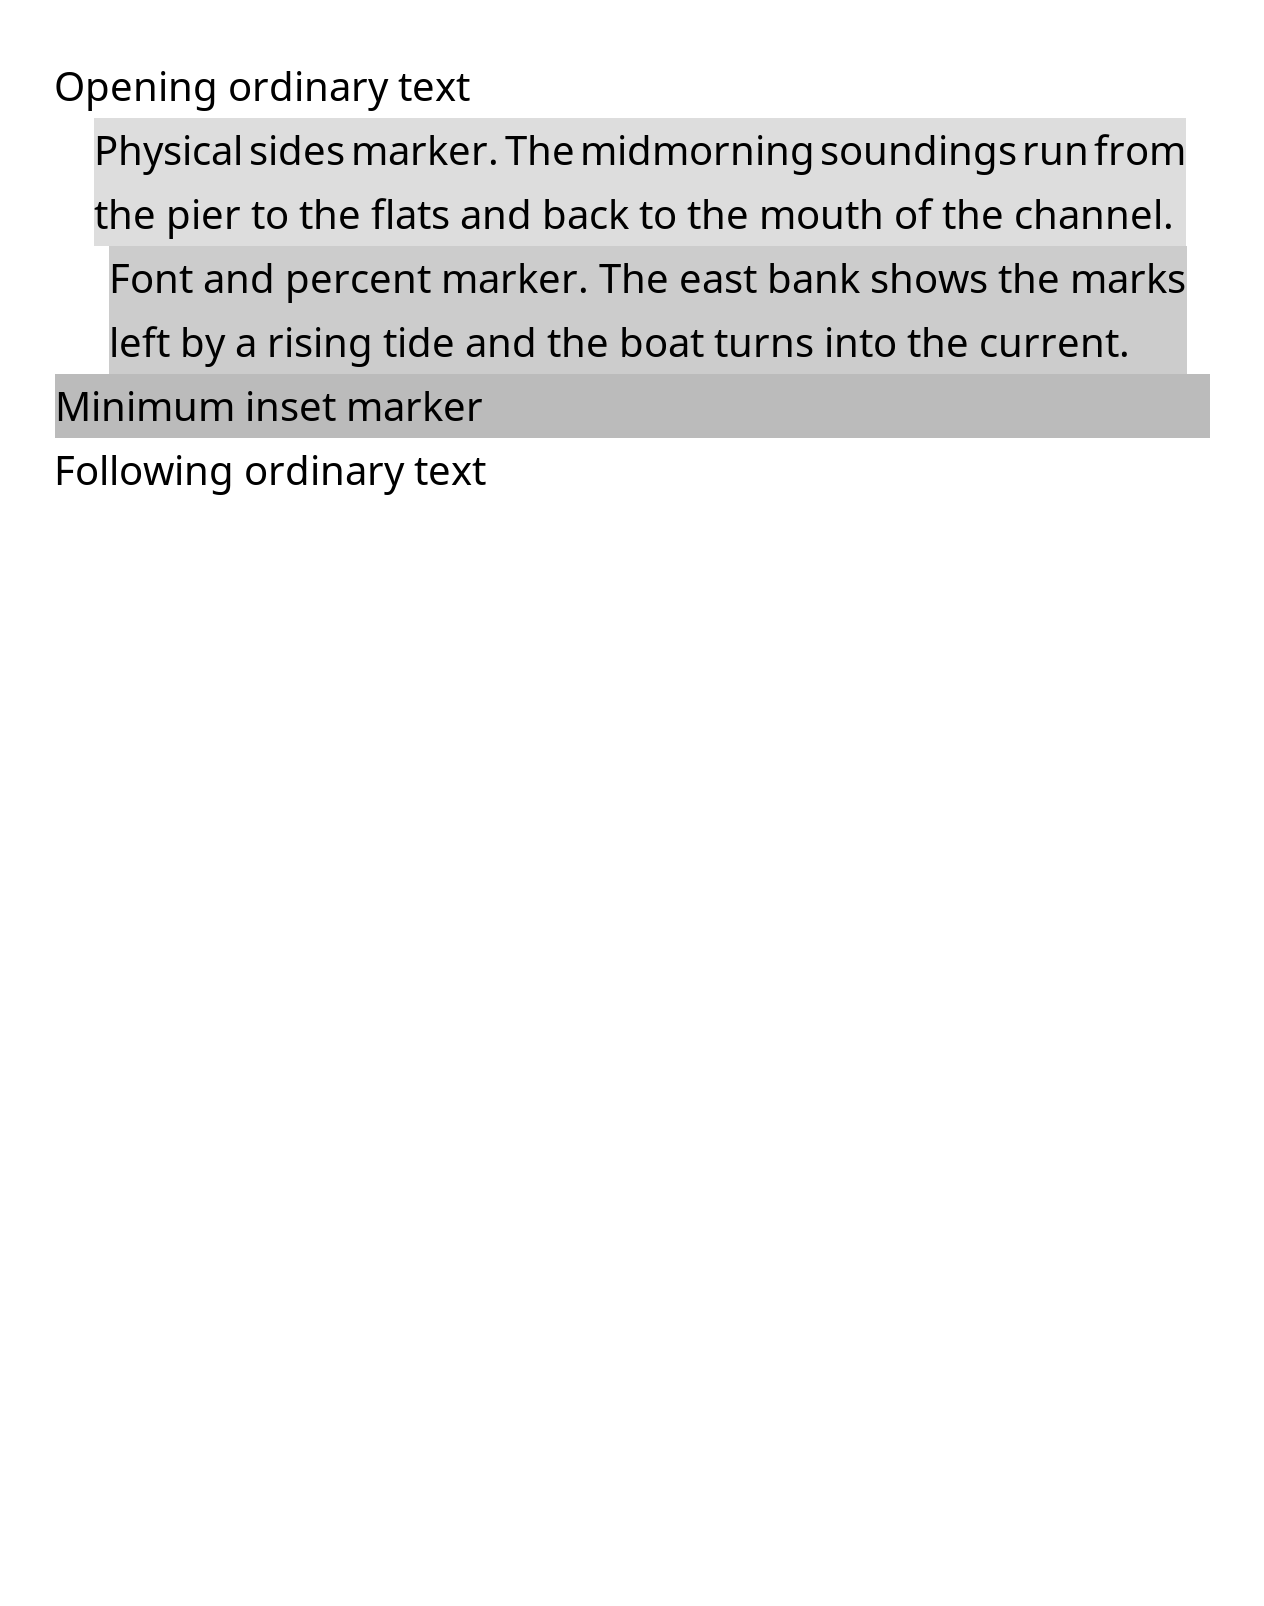 Opening ordinary text
Physical sides marker. The midmorning soundings run from
the pier to the flats and back to the mouth of the channel.
Font and percent marker. The east bank shows the marks
left by a rising tide and the boat turns into the current.
Minimum inset marker
Following ordinary text